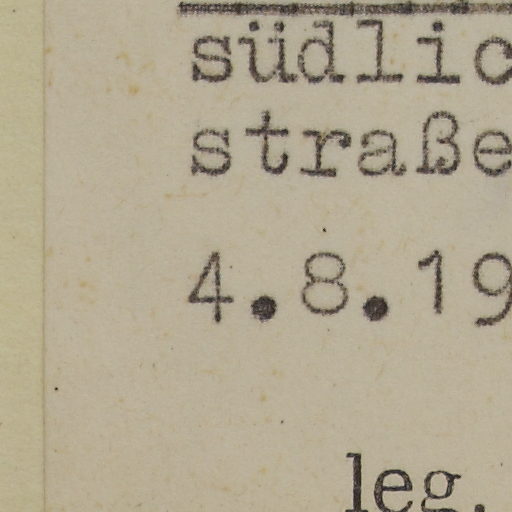 südlic
straße
4.8.19
leg.